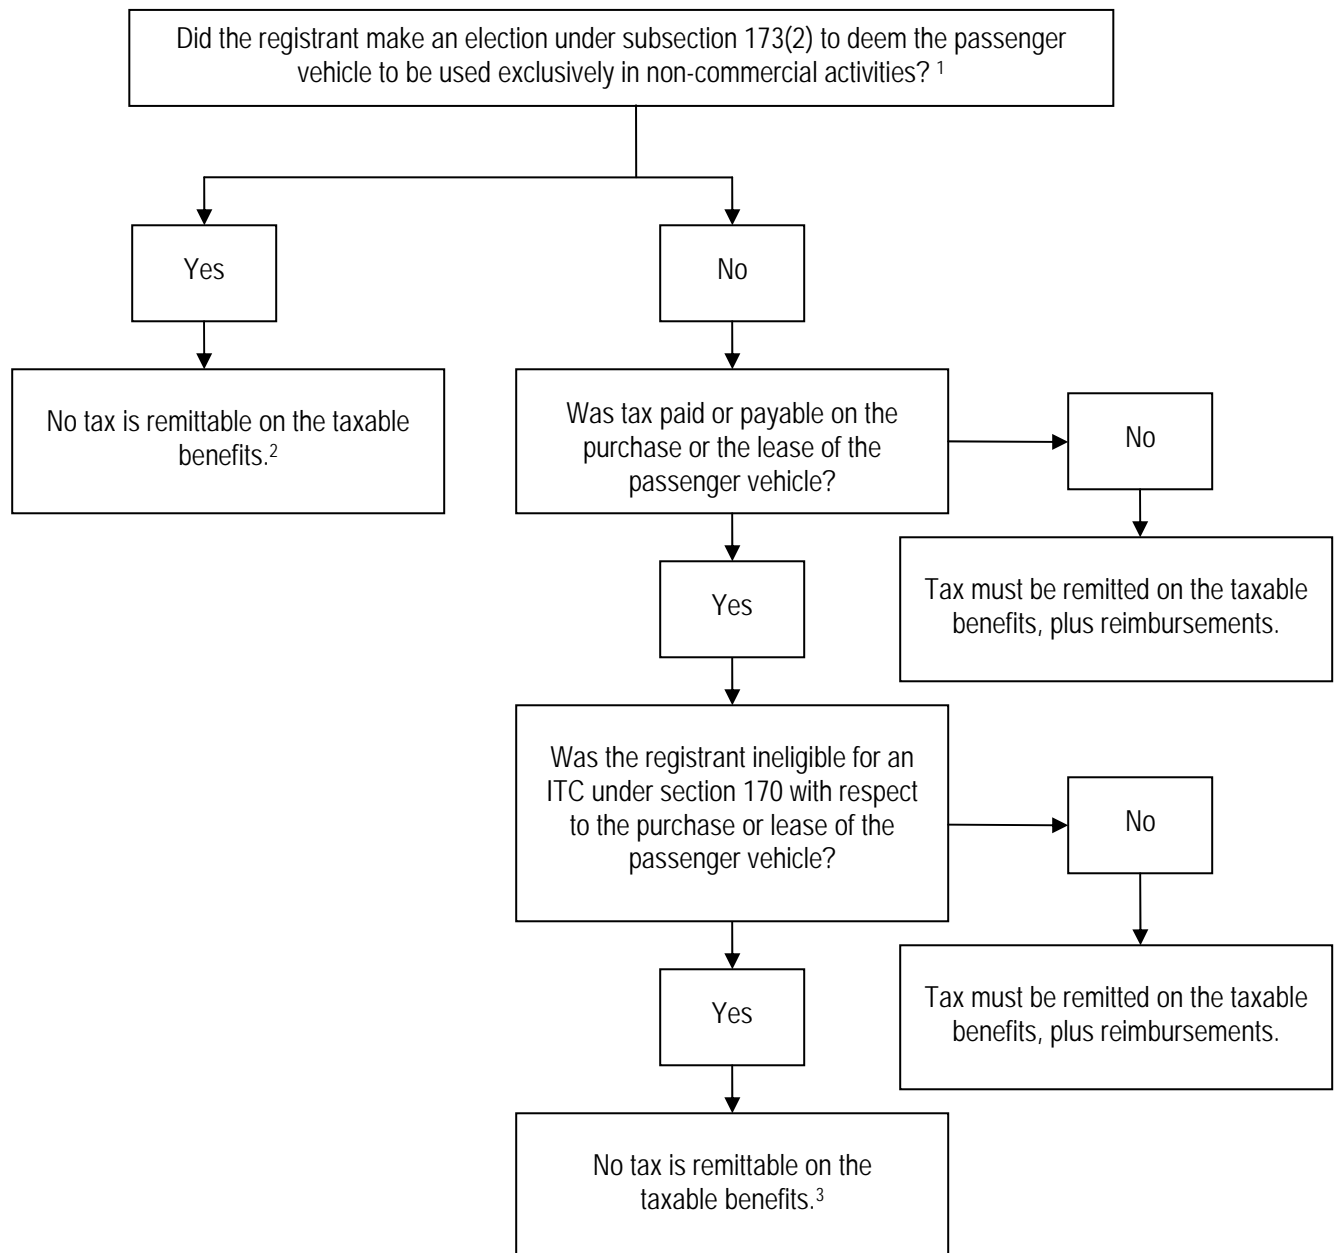 Did the registrant make an election under subsection 173(2) to deem the passenger
vehicle to be used exclusively in non-commercial activities? 1
Yes
No
No tax is remittable on the taxable
benefits.2
Was tax paid or payable on the
purchase or the lease of the
passenger vehicle?
No
Yes
Tax must be remitted on the taxable
benefits, plus reimbursements.
Was the registrant ineligible for an
ITC under section 170 with respect
to the purchase or lease of the
passenger vehicle?
No
Yes
Tax must be remitted on the taxable
benefits, plus reimbursements.
No tax is remittable on the
taxable benefits.3